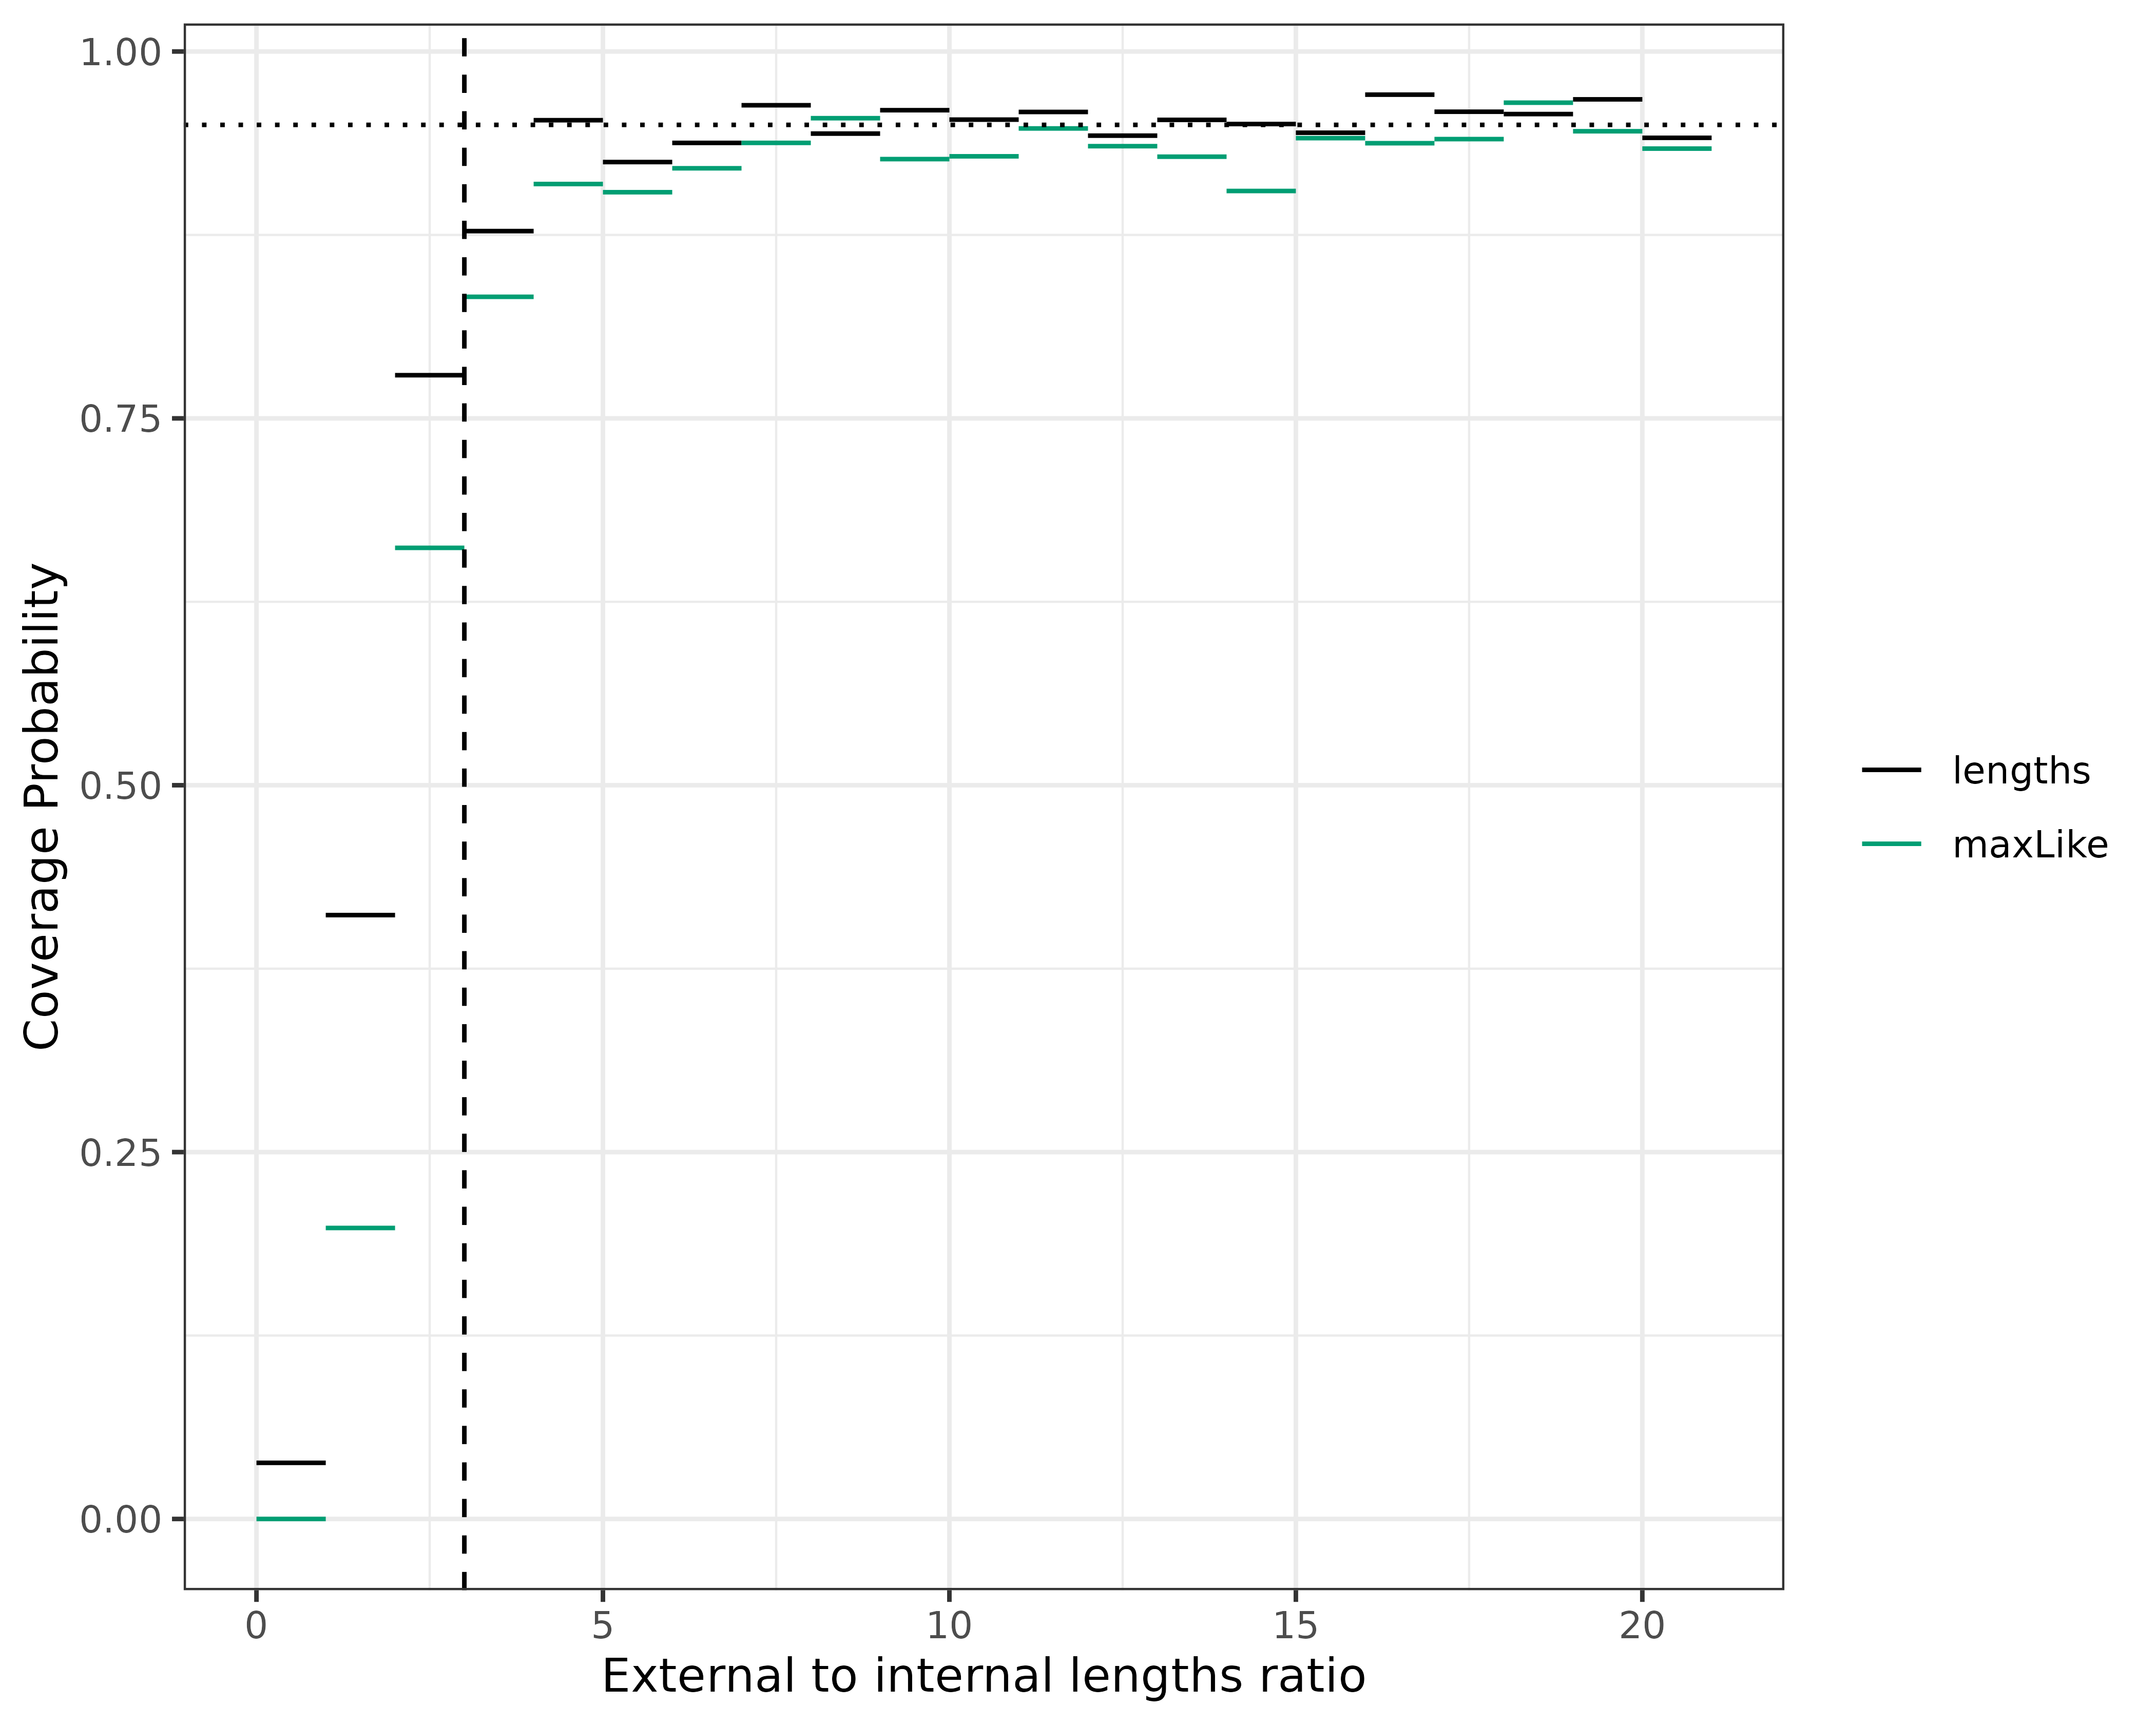 1.00
0.75
0.50
0.25
0.00
Coverage Probability
0 5 10 15 20
External to internal lengths ratio
lengths
maxLike